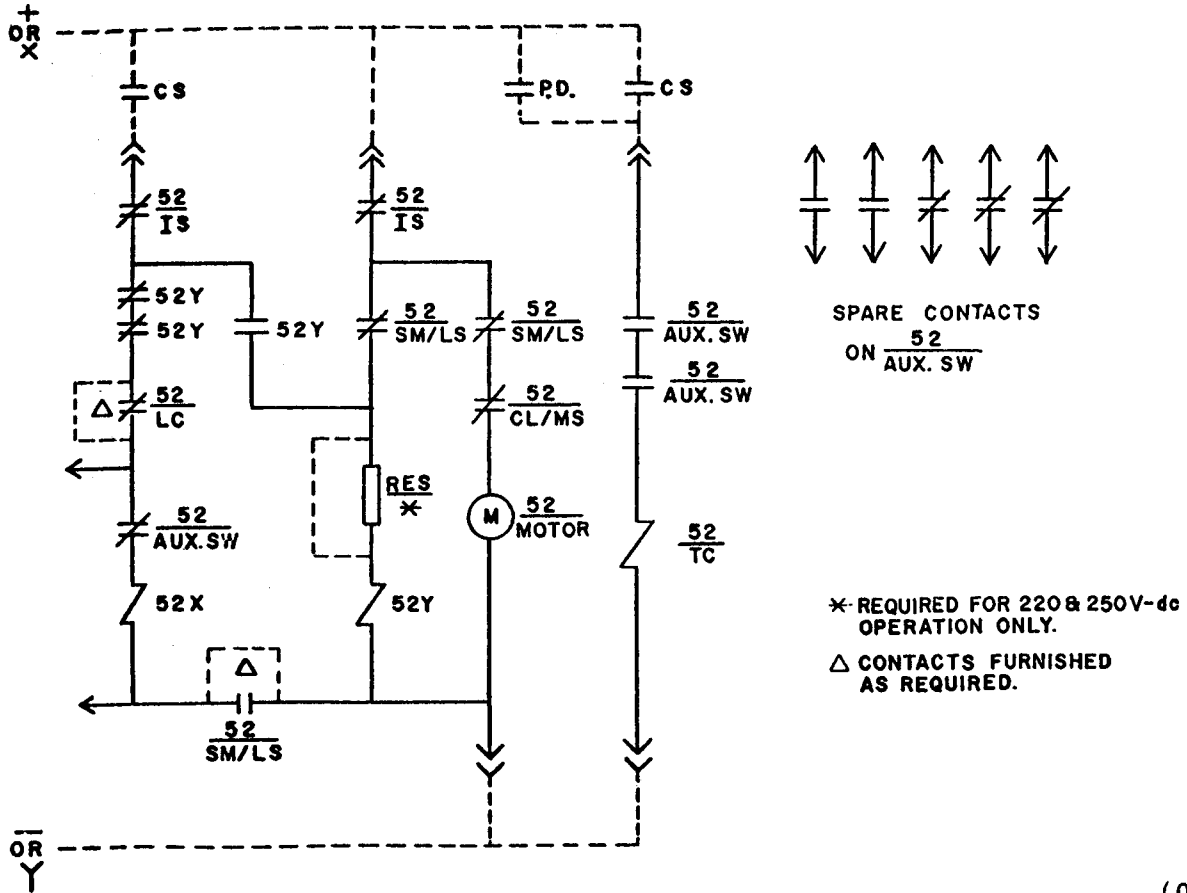 +
OR
X
CS
P.D.
CS
52
IS
52
IS
52Y
52Y
52Y
52
SM/LS
52
SM/LS
52
AUX. SW
52
AUX. SW
SPARE CONTACTS
ON 52
AUX. SW
△
52
LC
52
CL/MS
RES
*
M
52
MOTOR
52
AUX.SW
52
TC
52X
52Y
* REQUIRED FOR 220 & 250V-dc
OPERATION ONLY.
△ CONTACTS FURNISHED
AS REQUIRED.
△
52
SM/LS
—
OR
Y